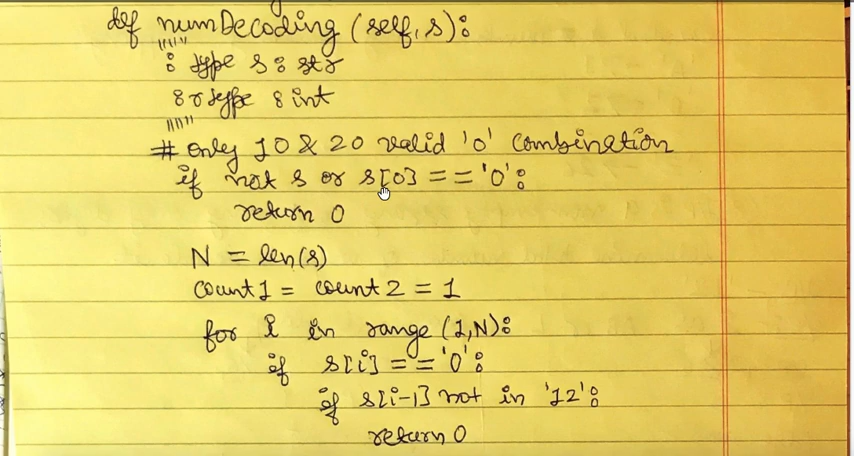 def numDecoding (self, s):
"""
: type s: str
: rtype : int
"""
# only 10 & 20 valid '0' combination
if not s or s[0] == '0':
return 0
N = len(s)
count1 = count2 = 1
for i in range (1,N):
if s[i] == '0':
if s[i-1] not in '12':
return 0